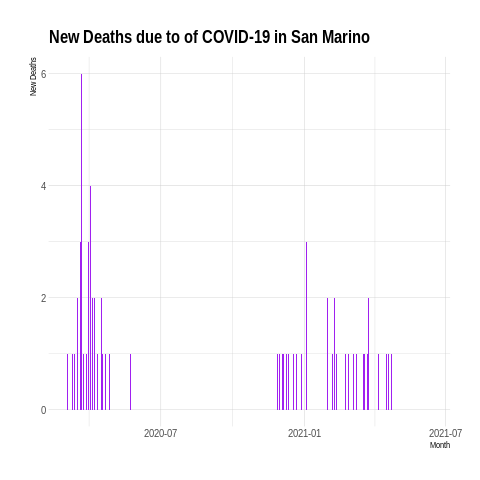 New Deaths due to of COVID-19 in San Marino
New Deaths
6
4
2
0
2020-07
2021-01
2021-07
Month